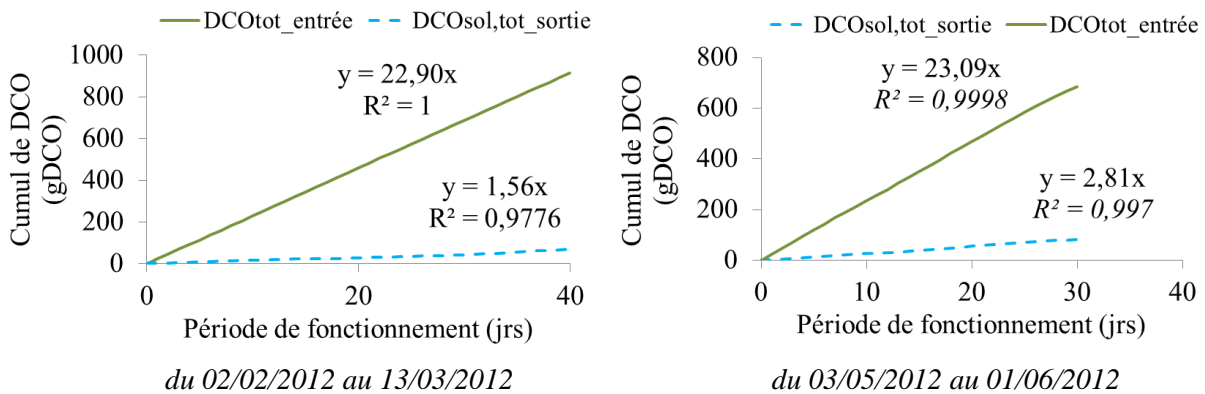 DCOtot_entrée DCOsol,tot_sortie
Cumul de DCO
(gDCO)
1000
800
600
400
200
0
y = 22,90x
R² = 1
y = 1,56x
R² = 0,9776
0 20 40
Période de fonctionnement (jrs)
du 02/02/2012 au 13/03/2012
DCOsol,tot_sortie DCOtot_entrée
Cumul de DCO
(gDCO)
800
600
400
200
0
y = 23,09x
R² = 0,9998
y = 2,81x
R² = 0,997
0 10 20 30 40
Période de fonctionnement (jrs)
du 03/05/2012 au 01/06/2012